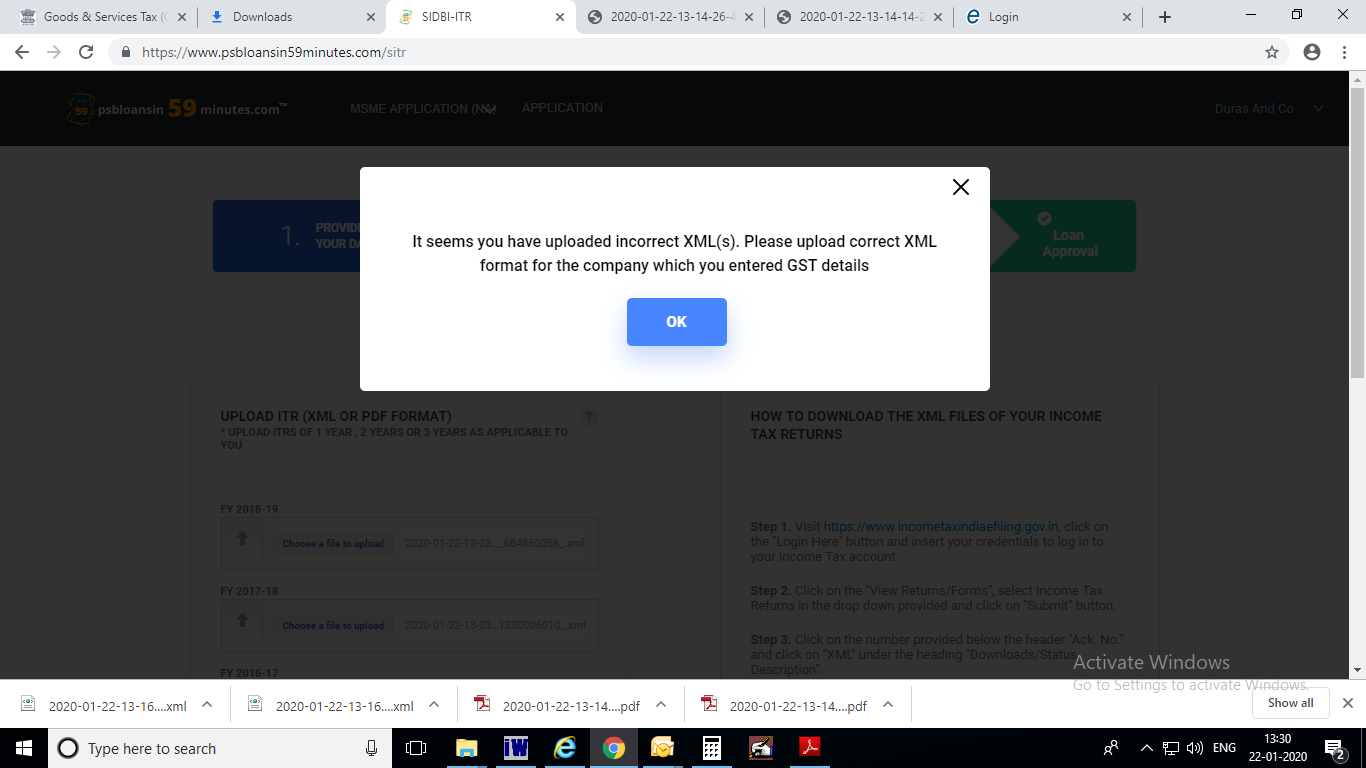 Goods & Services Tax (
Downloads
SIDBI-ITR
2020-01-22-13-14-26-4
2020-01-22-13-14-14-2
Login
https://www.psbloansin59minutes.com/sitr
59 psbloansin 59 minutes.com™
MSME APPLICATION
APPLICATION
Duras And Co
It seems you have uploaded incorrect XML(s). Please upload correct XML
format for the company which you entered GST details
OK
1.
Loan
Approval
UPLOAD ITR (XML OR PDF FORMAT)
?
* UPLOAD ITRS OF 1 YEAR , 2 YEARS OR 3 YEARS AS APPLICABLE TO
YOU
FY 2018-19
Choose a file to upload
2020-01-22-13-23..._684850056_.xml
FY 2017-18
Choose a file to upload
2020-01-22-13-23...1230006010_.xml
FY 2016-17
HOW TO DOWNLOAD THE XML FILES OF YOUR INCOME
TAX RETURNS
Step 1. Visit https://www.incometaxindiaefiling.gov.in, click on
the "Login Here" button and insert your credentials to log in to
your Income Tax account.
Step 2. Click on the "View Returns/Forms", select Income Tax
Returns in the drop down provided and click on "Submit" button.
Step 3. Click on the number provided below the header "Ack. No."
and click on "XML" under the heading "Downloads/Status
Description".
Activate Windows
Go to Settings to activate Windows.
2020-01-22-13-16....xml
2020-01-22-13-16....xml
2020-01-22-13-14....pdf
2020-01-22-13-14....pdf
Show all
Type here to search
ENG
13:30
22-01-2020
2